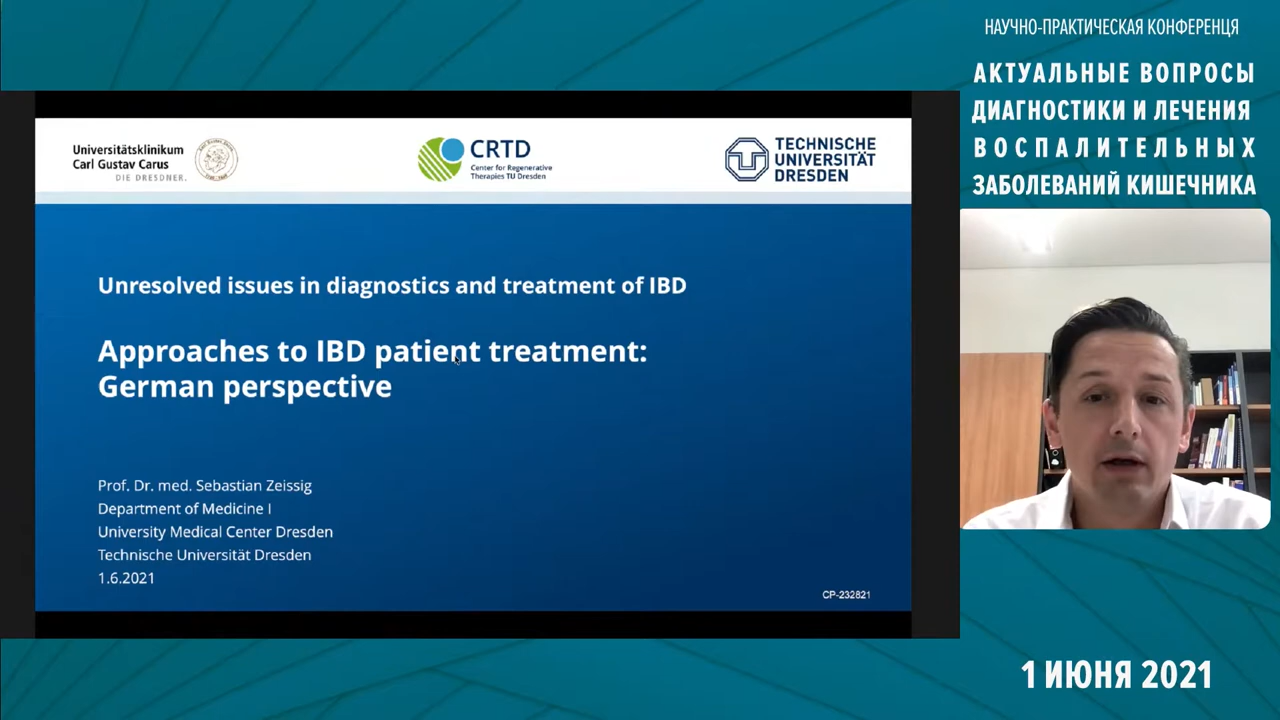 НАУЧНО-ПРАКТИЧЕСКАЯ КОНФЕРЕНЦЯ
АКТУАЛЬНЫЕ ВОПРОСЫ
ДИАГНОСТИКИ И ЛЕЧЕНИЯ
ВОСПАЛИТЕЛЬНЫХ
ЗАБОЛЕВАНИЙ КИШЕЧНИКА
Universitätsklinikum
Carl Gustav Carus
DIE DRESDNER.
CRTD
Center for Regenerative
Therapies TU Dresden
TECHNISCHE
UNIVERSITÄT
DRESDEN
Unresolved issues in diagnostics and treatment of IBD
Approaches to IBD patient treatment:
German perspective
Prof. Dr. med. Sebastian Zeissig
Department of Medicine I
University Medical Center Dresden
Technische Universität Dresden
1.6.2021
CP-232821
1 ИЮНЯ 2021